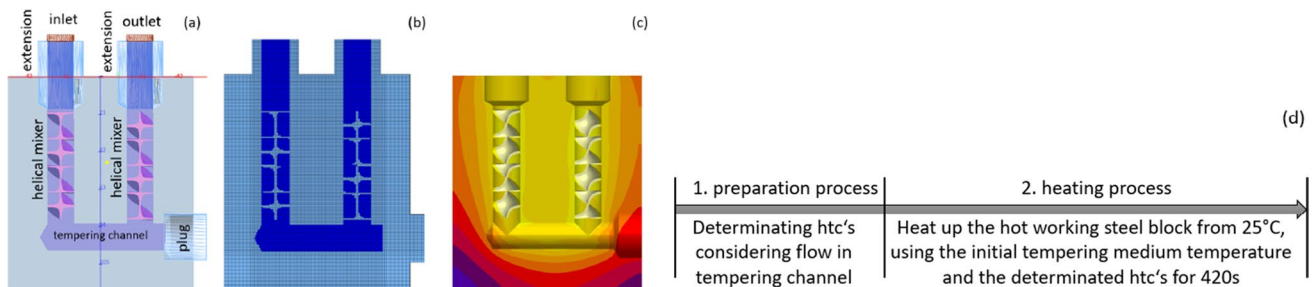 inlet
outlet
(a)
extension
extension
helical mixer
helical mixer
tempering channel
plug
(b)
(c)
(d)
1. preparation process
2. heating process
Determinating htc‘s
considering flow in
tempering channel
Heat up the hot working steel block from 25°C,
using the initial tempering medium temperature
and the determinated htc‘s for 420s